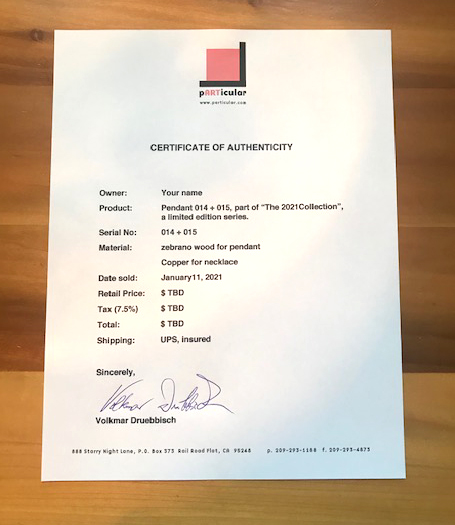 pARTicular
www.particular.com
CERTIFICATE OF AUTHENTICITY
Owner: Your name
Product: Pendant 014 + 015, part of “The 2021Collection”,
a limited edition series.
Serial No: 014 + 015
Material: zebrano wood for pendant
Copper for necklace
Date sold: January11, 2021
Retail Price: $ TBD
Tax (7.5%) $ TBD
Total: $ TBD
Shipping: UPS, insured
Sincerely,
Volkmar Druebbisch
Volkmar Druebbisch
888 Starry Night Lane, P.O. Box 373 Rail Road Flat, CA 95248 p. 209-293-1188 f. 209-293-4873